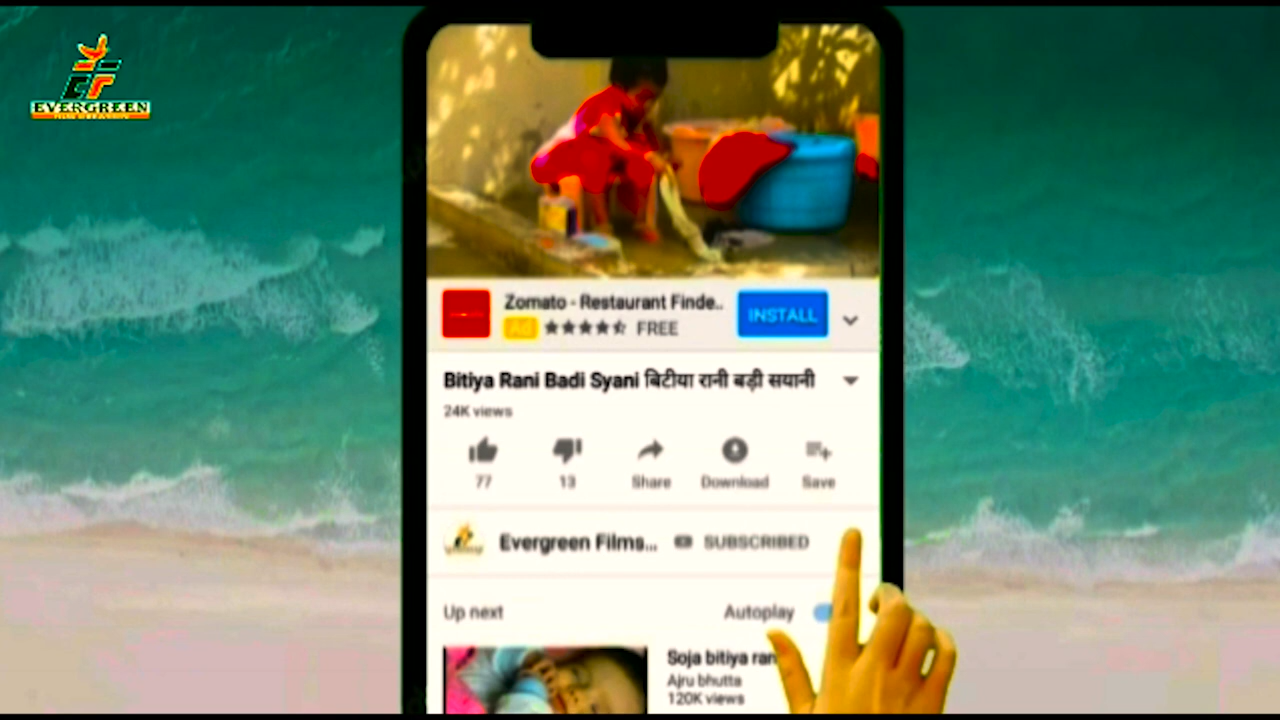 EVERGREEN
Zomato - Restaurant Finde..
INSTALL
Ad
FREE
Bitiya Rani Badi Syani बिटीया रानी बड़ी सयानी
24K views
77
13
Share
Download
Save
Evergreen Films...
SUBSCRIBED
Up next
Autoplay
Soja bitiya ran
Ajru bhutta
120K views